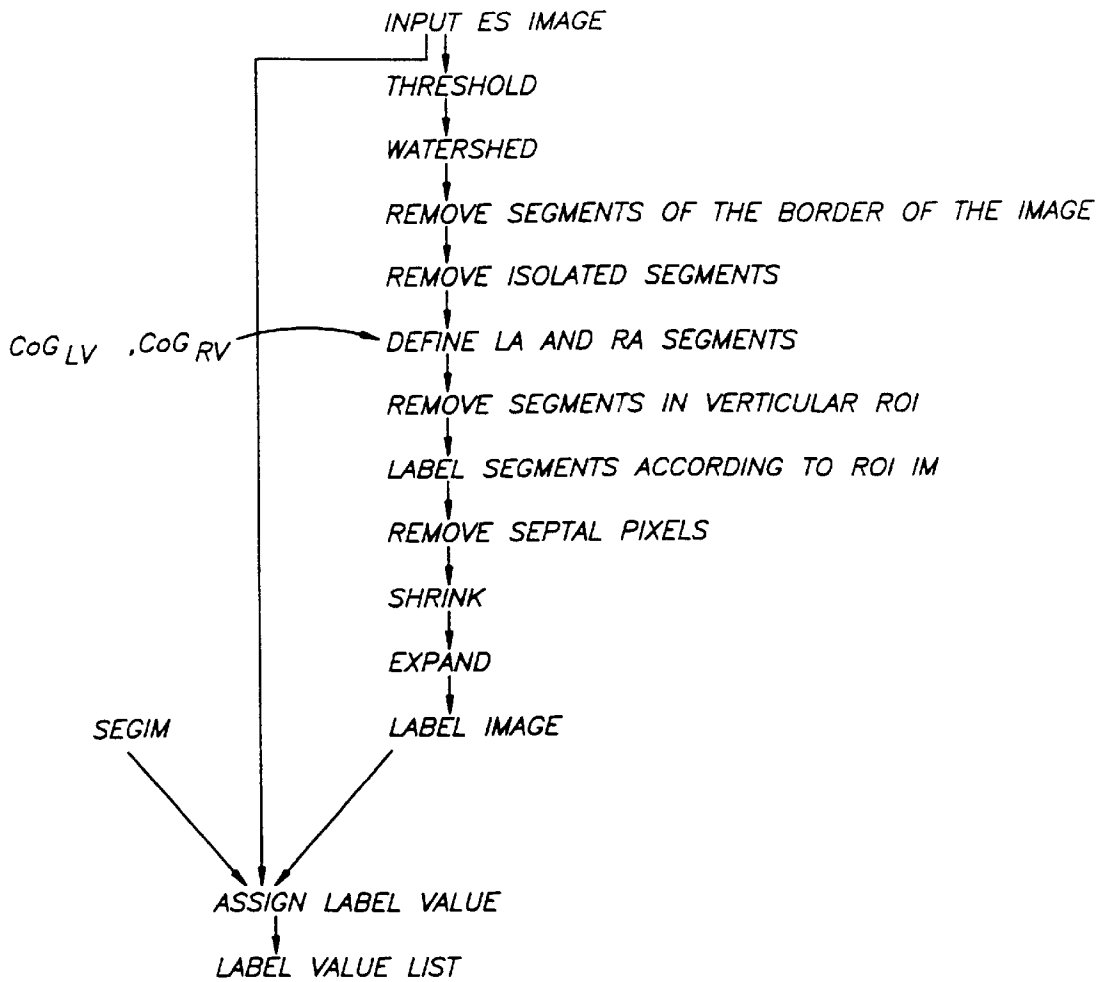 INPUT ES IMAGE
THRESHOLD
WATERSHED
REMOVE SEGMENTS OF THE BORDER OF THE IMAGE
REMOVE ISOLATED SEGMENTS
CoG LV , CoG RV
DEFINE LA AND RA SEGMENTS
REMOVE SEGMENTS IN VERTICULAR ROI
LABEL SEGMENTS ACCORDING TO ROI IM
REMOVE SEPTAL PIXELS
SHRINK
EXPAND
SEGIM
LABEL IMAGE
ASSIGN LABEL VALUE
LABEL VALUE LIST